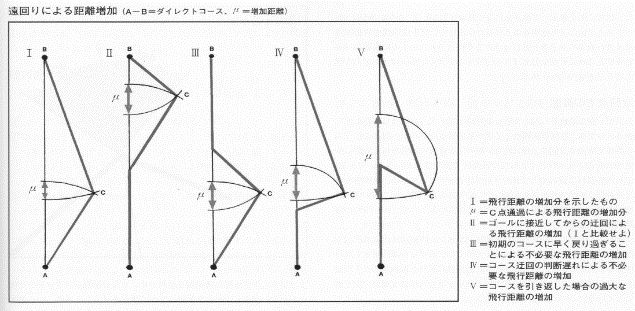 遠回りによる距離増加（A－B＝ダイレクトコース、μ＝増加距離）
I
B
μ
C
A
II
B
μ
C
A
III
B
μ
C
A
IV
B
μ
C
A
V
B
μ
C
A
I＝飛行距離の増加分を示したもの
μ＝C点通過による飛行距離の増加分
II＝ゴールに接近してからの迂回によ
る飛行距離の増加（Iと比較せよ）
III＝初期のコースに早く戻り過ぎるこ
とによる不必要な飛行距離の増加
IV＝コース迂回の判断遅れによる不必
要な飛行距離の増加
V＝コースを引き返した場合の過大な
飛行距離の増加